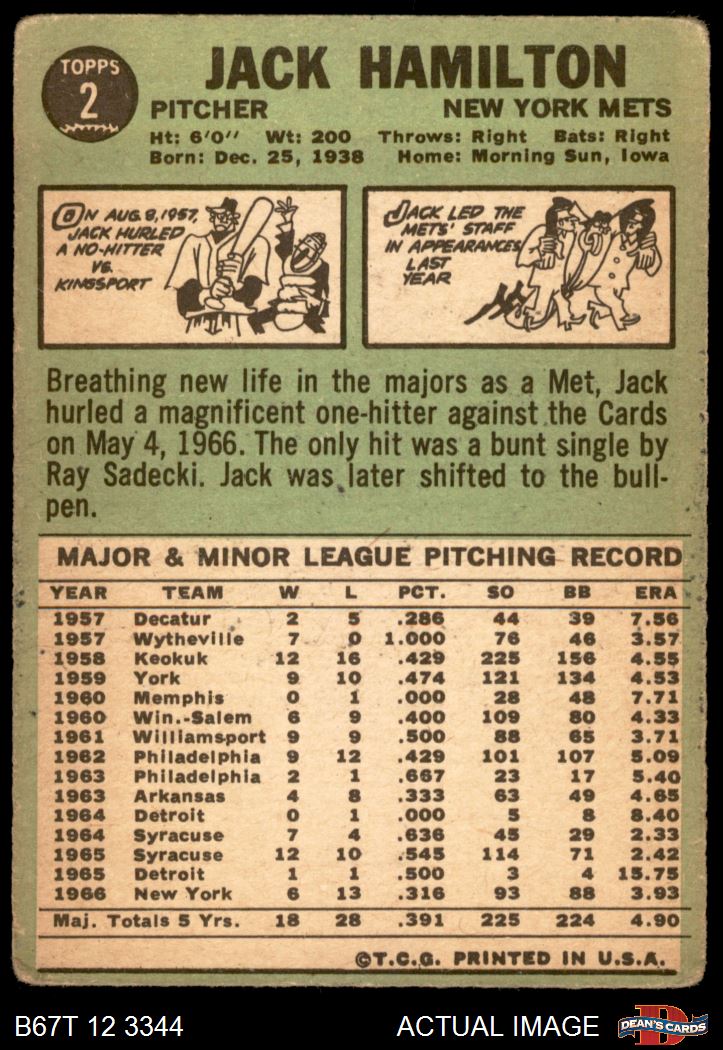 TOPPS
2
JACK HAMILTON
PITCHER NEW YORK METS
Ht: 6'0" Wt: 200 Throws: Right Bats: Right
Born: Dec. 25, 1938 Home: Morning Sun, Iowa
ON AUG. 9, 1957,
JACK HURLED
A NO-HITTER
VS.
KINGSPORT
JACK LED THE
METS' STAFF
IN APPEARANCES
LAST
YEAR
Breathing new life in the majors as a Met, Jack
hurled a magnificent one-hitter against the Cards
on May 4, 1966. The only hit was a bunt single by
Ray Sadecki. Jack was later shifted to the bull-
pen.
MAJOR & MINOR LEAGUE PITCHING RECORD
YEAR TEAM W L PCT. SO BB ERA
1957 Decatur 2 5 .286 44 39 7.56
1957 Wytheville 7 0 1.000 76 46 3.57
1958 Keokuk 12 16 .429 225 156 4.55
1959 York 9 10 .474 121 134 4.53
1960 Memphis 0 1 .000 28 48 7.71
1960 Win.-Salem 6 9 .400 109 80 4.33
1961 Williamsport 9 9 .500 88 65 3.71
1962 Philadelphia 9 12 .429 101 107 5.09
1963 Philadelphia 2 1 .667 23 17 5.40
1963 Arkansas 4 8 .333 63 49 4.65
1964 Detroit 0 1 .000 5 8 8.40
1964 Syracuse 7 4 .636 45 29 2.33
1965 Syracuse 12 10 .545 114 71 2.42
1965 Detroit 1 1 .500 3 4 15.75
1966 New York 6 13 .316 93 88 3.93
Maj. Totals 5 Yrs. 18 28 .391 225 224 4.90
©T.C.G. PRINTED IN U.S.A.
B67T 12 3344 ACTUAL IMAGE DEAN'S CARDS